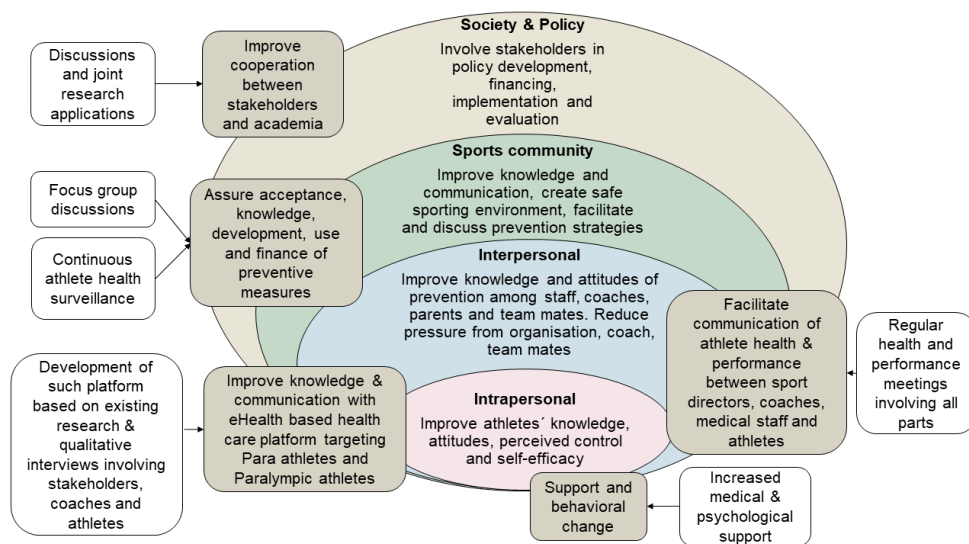 Society & Policy
Involve stakeholders in
policy development,
financing,
implementation and
evaluation
Discussions
and joint
research
applications
Improve
cooperation
between
stakeholders
and academia
Sports community
Improve knowledge and
communication, create safe
sporting environment, facilitate
and discuss prevention strategies
Focus group
discussions
Continuous
athlete health
surveillance
Assure acceptance,
knowledge,
development, use
and finance of
preventive
measures
Interpersonal
Improve knowledge and attitudes of
prevention among staff, coaches,
parents and team mates. Reduce
pressure from organisation, coach,
team mates
Facilitate
communication of
athlete health &
performance
between sport
directors, coaches,
medical staff and
athletes
Regular
health and
performance
meetings
involving all
parts
Development of
such platform
based on existing
research &
qualitative
interviews involving
stakeholders,
coaches and
athletes
Improve knowledge &
communication with
eHealth based health
care platform targeting
Para athletes and
Paralympic athletes
Intrapersonal
Improve athletes´ knowledge,
attitudes, perceived control
and self-efficacy
Support and
behavioral
change
Increased
medical &
psychological
support